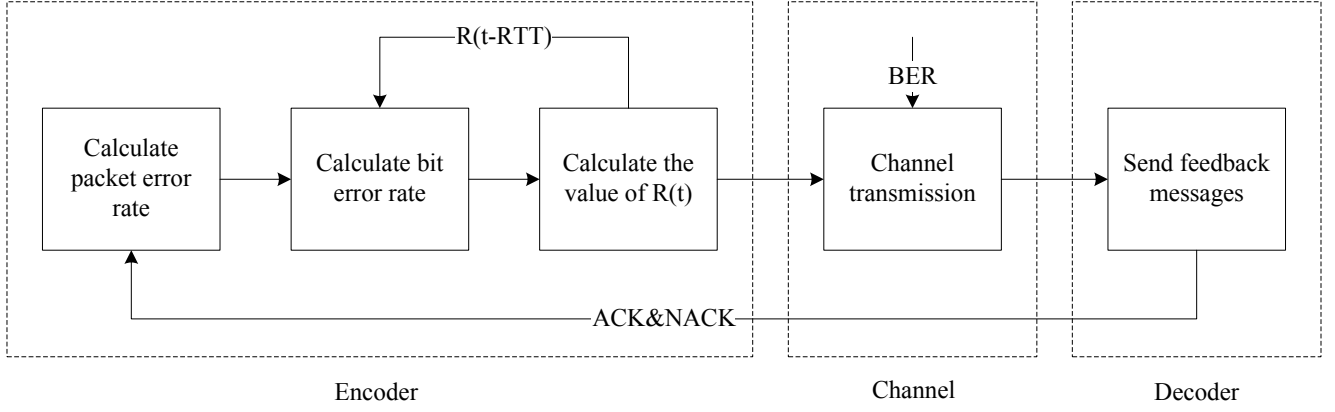 R(t-RTT)
BER
Calculate
packet error
rate
Calculate bit
error rate
Calculate the
value of R(t)
Channel
transmission
Send feedback
messages
ACK&NACK
Encoder
Channel
Decoder